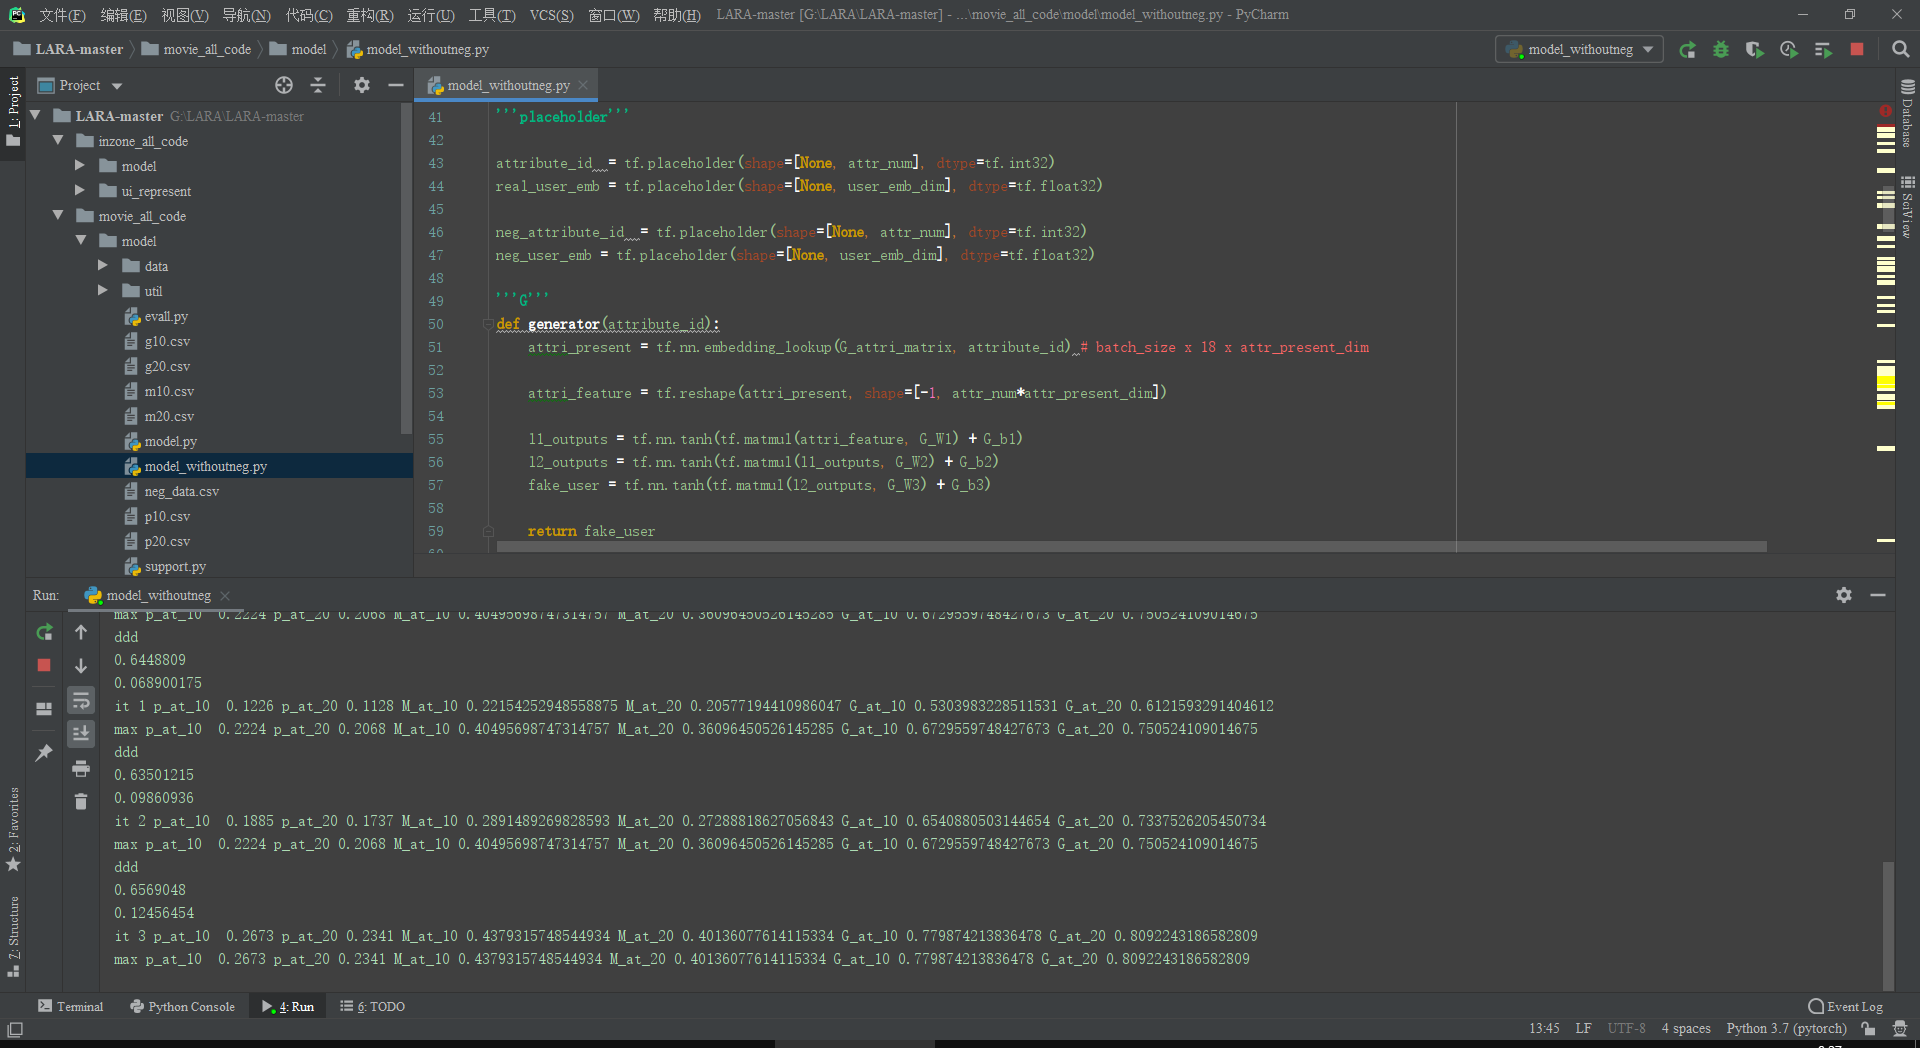 文件(F) 编辑(E) 视图(V) 导航(N) 代码(C) 重构(R) 运行(U) 工具(T) VCS(S) 窗口(W) 帮助(H) LARA-master [G:\LARA\LARA-master] - ...\movie_all_code\model\model_withoutneg.py - PyCharm
LARA-master movie_all_code model model_withoutneg.py
model_withoutneg
1: Project
Project
model_withoutneg.py
LARA-master G:\LARA\LARA-master
inzone_all_code
model
ui_represent
movie_all_code
model
data
util
evall.py
g10.csv
g20.csv
m10.csv
m20.csv
model.py
model_withoutneg.py
neg_data.csv
p10.csv
p20.csv
support.py
41 '''placeholder'''
42
43 attribute_id = tf.placeholder(shape=[None, attr_num], dtype=tf.int32)
44 real_user_emb = tf.placeholder(shape=[None, user_emb_dim], dtype=tf.float32)
45
46 neg_attribute_id = tf.placeholder(shape=[None, attr_num], dtype=tf.int32)
47 neg_user_emb = tf.placeholder(shape=[None, user_emb_dim], dtype=tf.float32)
48
49 '''G'''
50 def generator(attribute_id):
51 attri_present = tf.nn.embedding_lookup(G_attri_matrix, attribute_id) # batch_size x 18 x attr_present_dim
52
53 attri_feature = tf.reshape(attri_present, shape=[-1, attr_num*attr_present_dim])
54
55 l1_outputs = tf.nn.tanh(tf.matmul(attri_feature, G_W1) + G_b1)
56 l2_outputs = tf.nn.tanh(tf.matmul(l1_outputs, G_W2) + G_b2)
57 fake_user = tf.nn.tanh(tf.matmul(l2_outputs, G_W3) + G_b3)
58
59 return fake_user
60
Database
SciView
Run: model_withoutneg
max p_at_10  0.2224 p_at_20 0.2068 M_at_10 0.40495698747314757 M_at_20 0.36096450526145285 G_at_10 0.6729559748427673 G_at_20 0.750524109014675
ddd
0.6448809
0.068900175
it 1 p_at_10  0.1226 p_at_20 0.1128 M_at_10 0.22154252948558875 M_at_20 0.20577194410986047 G_at_10 0.5303983228511531 G_at_20 0.6121593291404612
max p_at_10  0.2224 p_at_20 0.2068 M_at_10 0.40495698747314757 M_at_20 0.36096450526145285 G_at_10 0.6729559748427673 G_at_20 0.750524109014675
ddd
0.63501215
0.09860936
it 2 p_at_10  0.1885 p_at_20 0.1737 M_at_10 0.2891489269828593 M_at_20 0.27288818627056843 G_at_10 0.6540880503144654 G_at_20 0.7337526205450734
max p_at_10  0.2224 p_at_20 0.2068 M_at_10 0.40495698747314757 M_at_20 0.36096450526145285 G_at_10 0.6729559748427673 G_at_20 0.750524109014675
ddd
0.6569048
0.12456454
it 3 p_at_10  0.2673 p_at_20 0.2341 M_at_10 0.4379315748544934 M_at_20 0.40136077614115334 G_at_10 0.779874213836478 G_at_20 0.8092243186582809
max p_at_10  0.2673 p_at_20 0.2341 M_at_10 0.4379315748544934 M_at_20 0.40136077614115334 G_at_10 0.779874213836478 G_at_20 0.8092243186582809
2: Favorites
7: Structure
Terminal Python Console 4: Run 6: TODO Event Log
13:45 LF UTF-8 4 spaces Python 3.7 (pytorch)